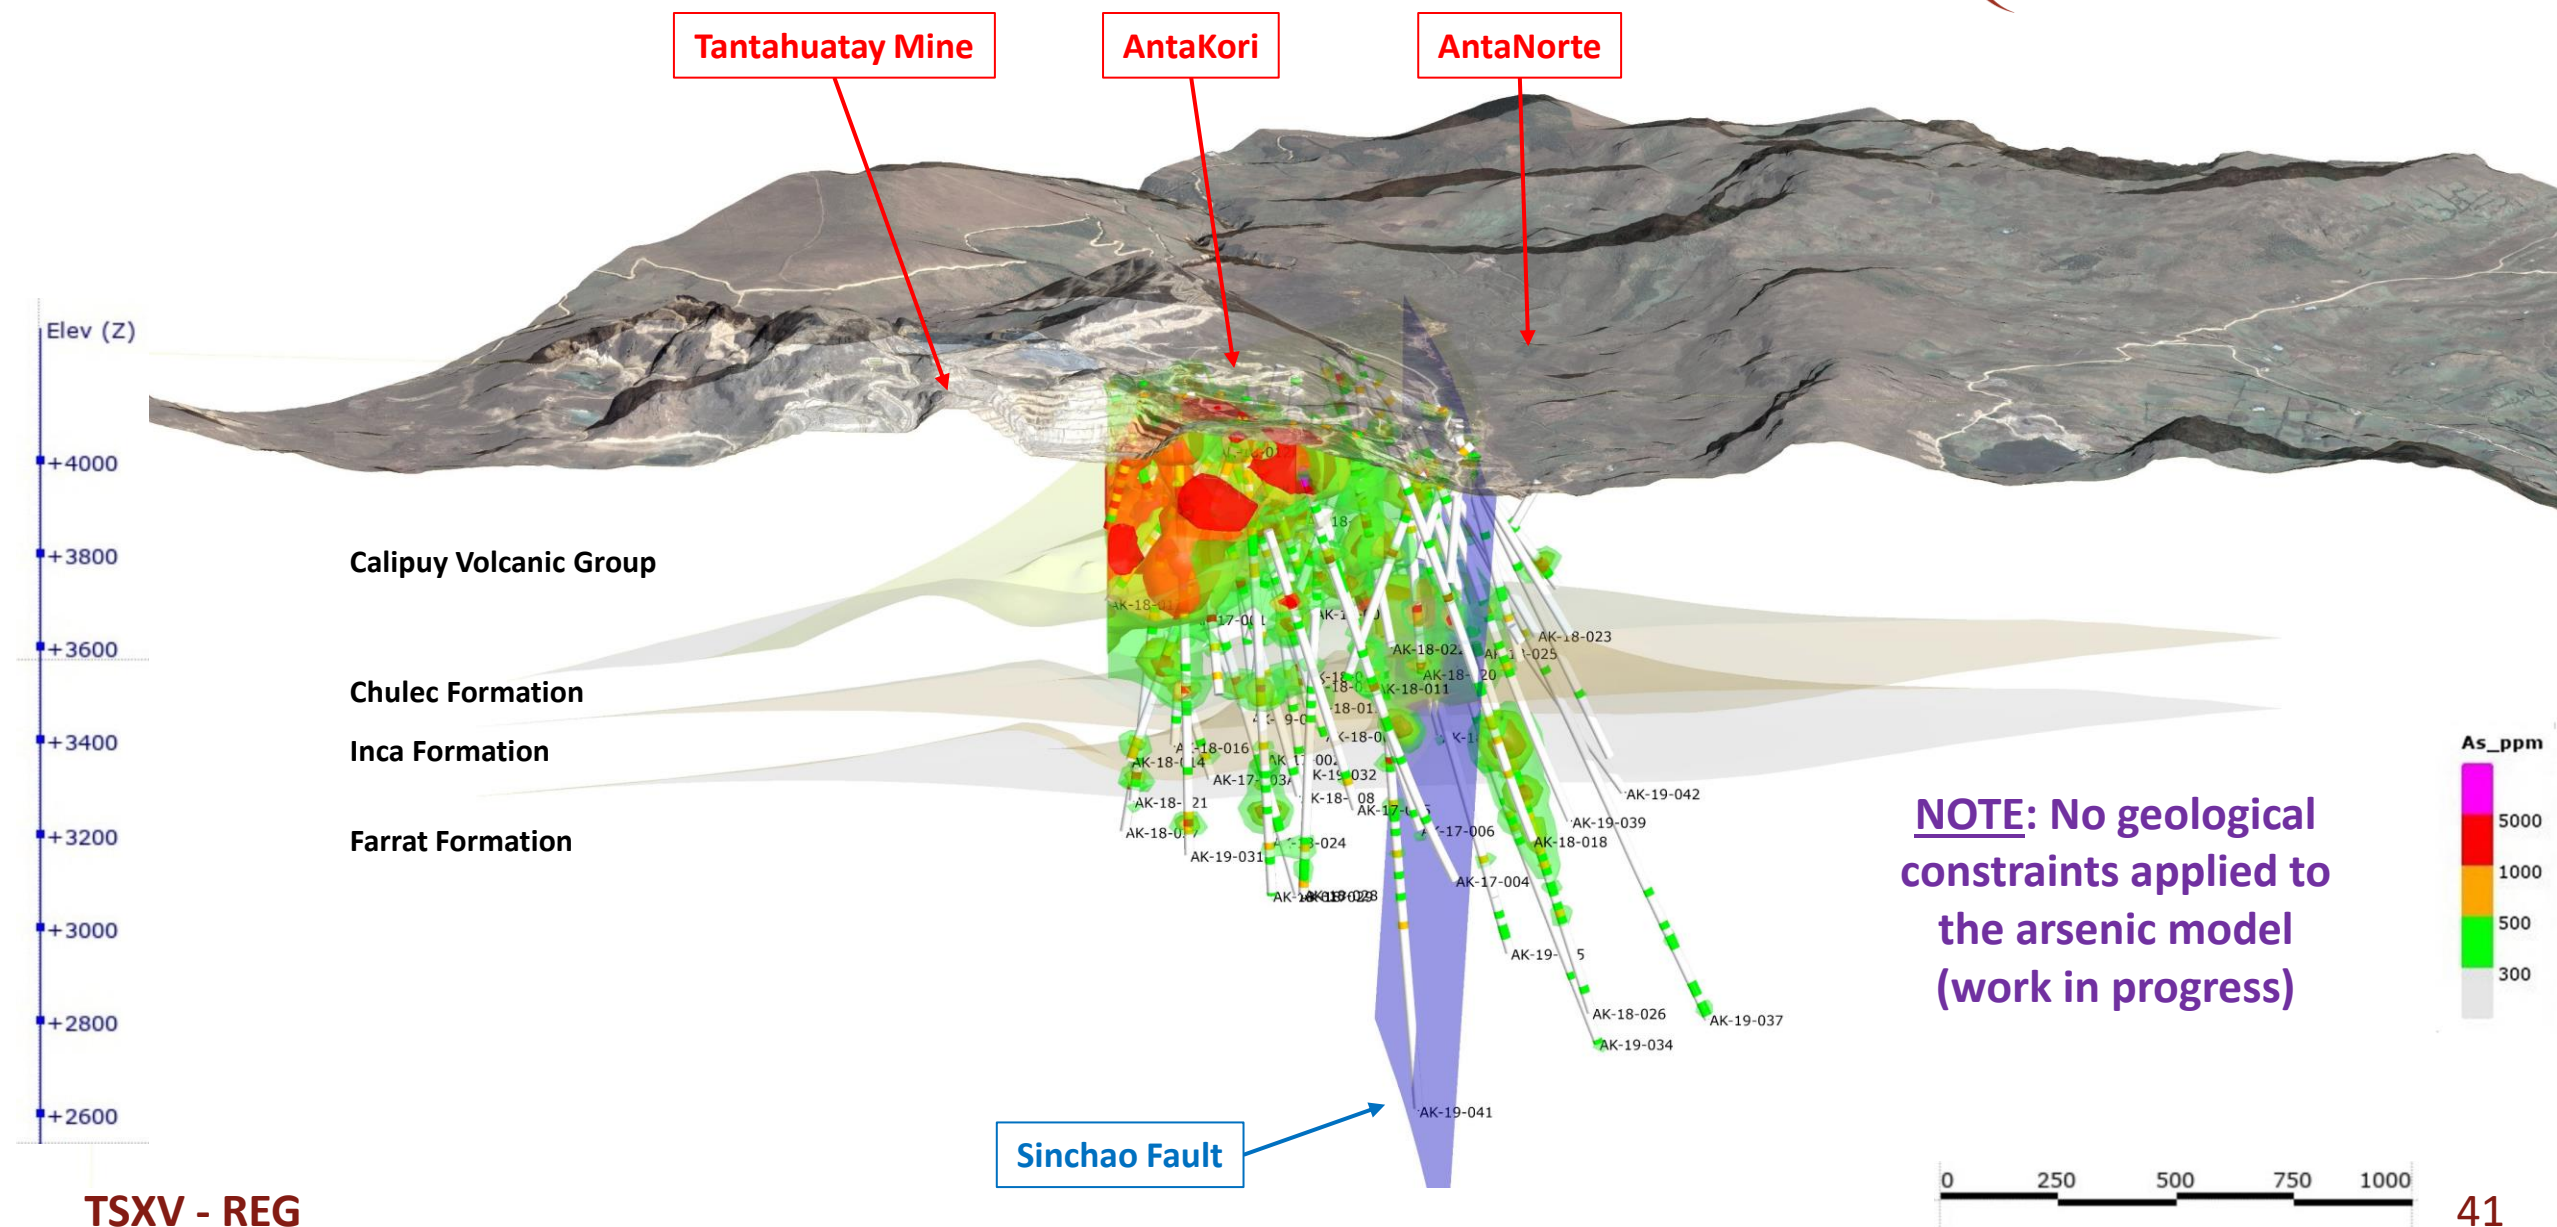 Tantahuatay Mine
AntaKori
AntaNorte
Elev (Z)
+4000
+3800
+3600
+3400
+3200
+3000
+2800
+2600
Calipuy Volcanic Group
Chulec Formation
Inca Formation
Farrat Formation
AK-18-023
AK-18-011
AK-18-016
AK-19-042
AK-19-039
AK-17-006
AK-18-018
AK-19-031
AK-17-004
AK-18-026
AK-19-037
AK-19-034
AK-19-041
Sinchao Fault
NOTE: No geological
constraints applied to
the arsenic model
(work in progress)
As_ppm
5000
1000
500
300
0 250 500 750 1000
TSXV - REG
41